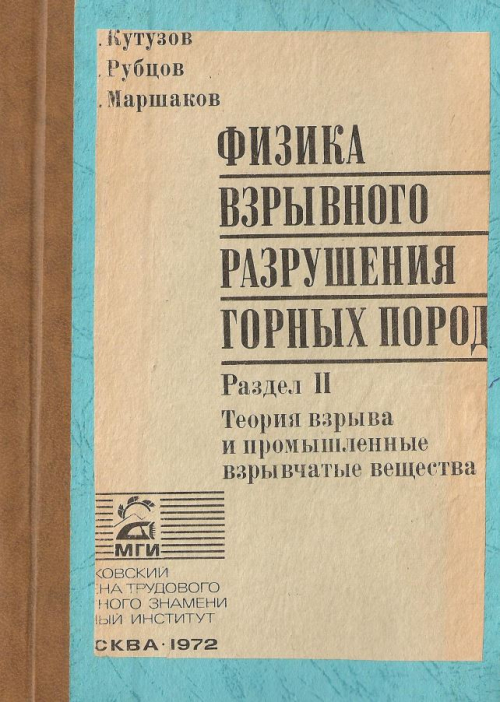 . Кутузов
. Рубцов
. Маршаков
ФИЗИКА
ВЗРЫВНОГО
РАЗРУШЕНИЯ
ГОРНЫХ ПОРОД
Раздел II
Теория взрыва
и промышленные
взрывчатые вещества
МГИ
КОВСКИЙ
НА ТРУДОВОГО
НОГО ЗНАМЕНИ
ЫЙ ИНСТИТУТ
СКВА·1972